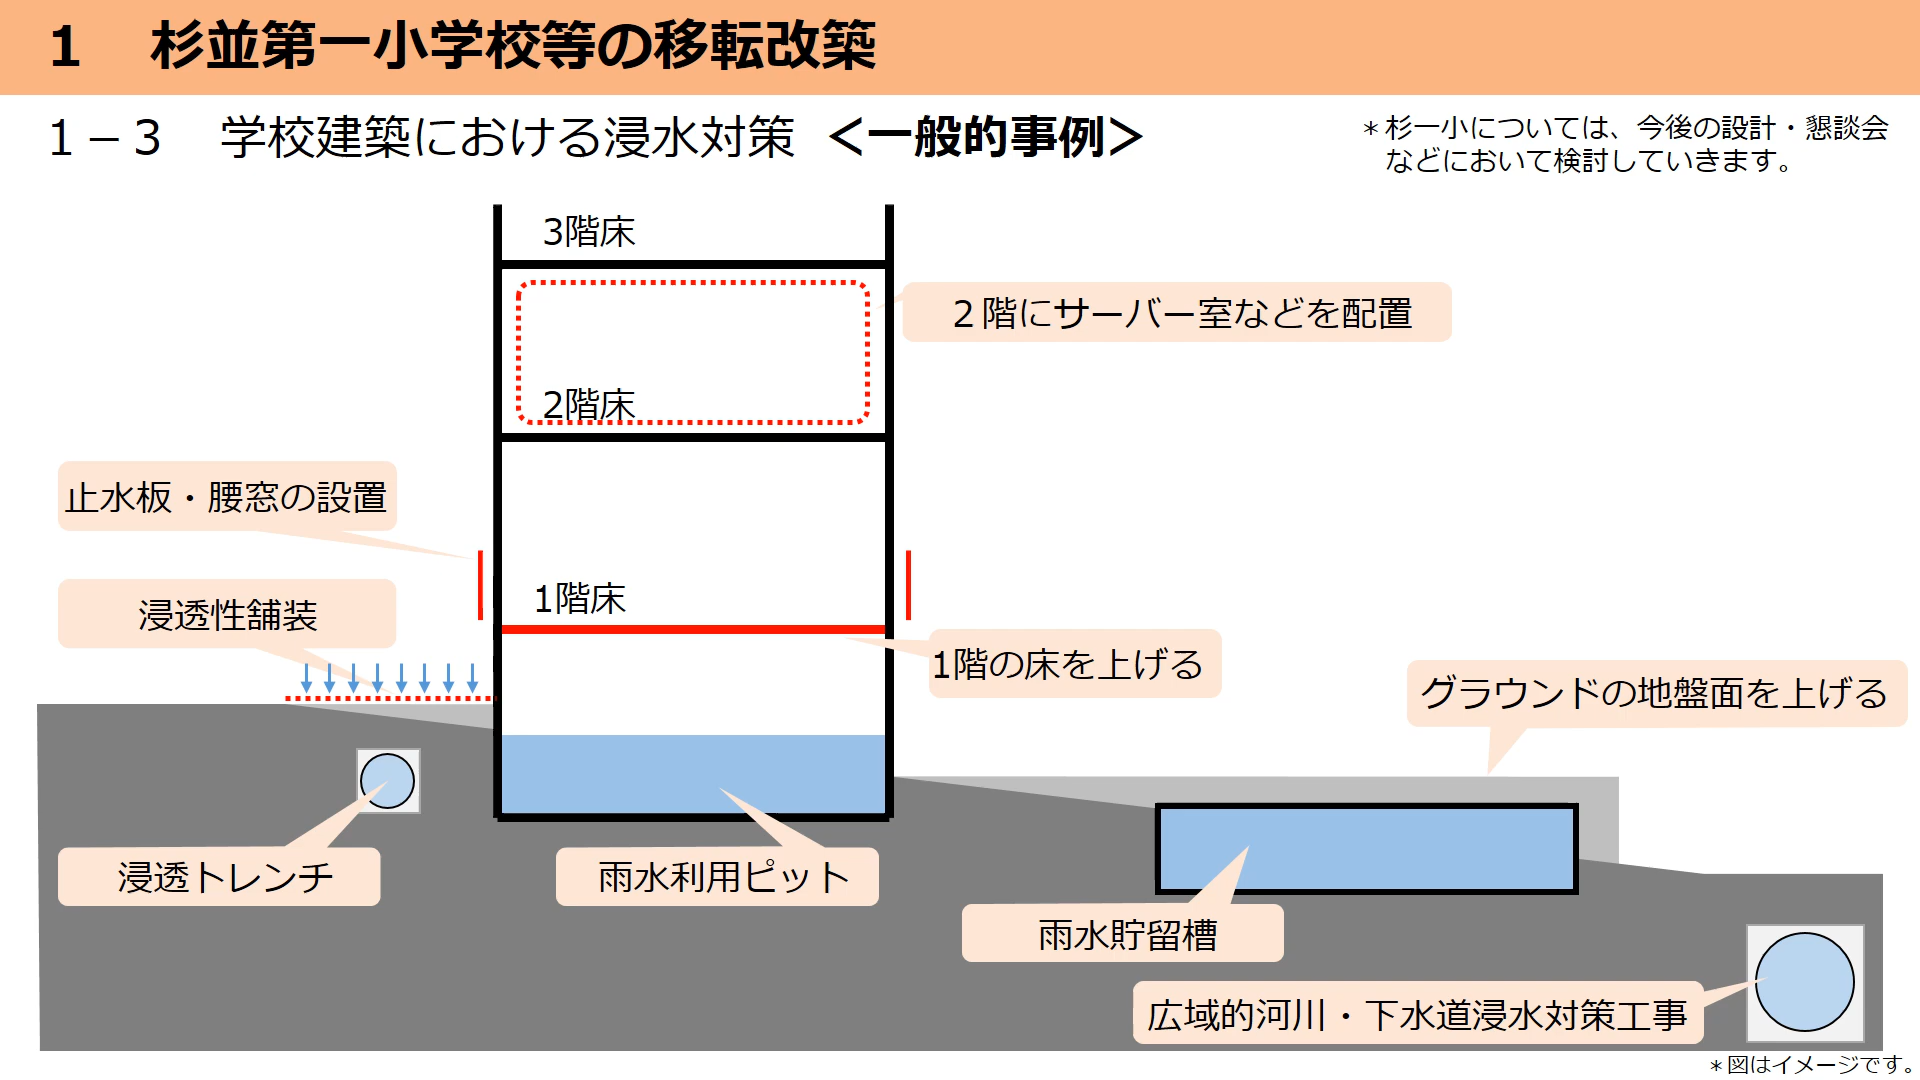 1 杉並第一小学校等の移転改築
1－3 学校建築における浸水対策 ＜一般的事例＞
＊杉一小については、今後の設計・懇談会
などにおいて検討していきます。
3階床
２階にサーバー室などを配置
2階床
止水板・腰窓の設置
1階床
浸透性舗装
1階の床を上げる
グラウンドの地盤面を上げる
浸透トレンチ
雨水利用ピット
雨水貯留槽
広域的河川・下水道浸水対策工事
＊図はイメージです。